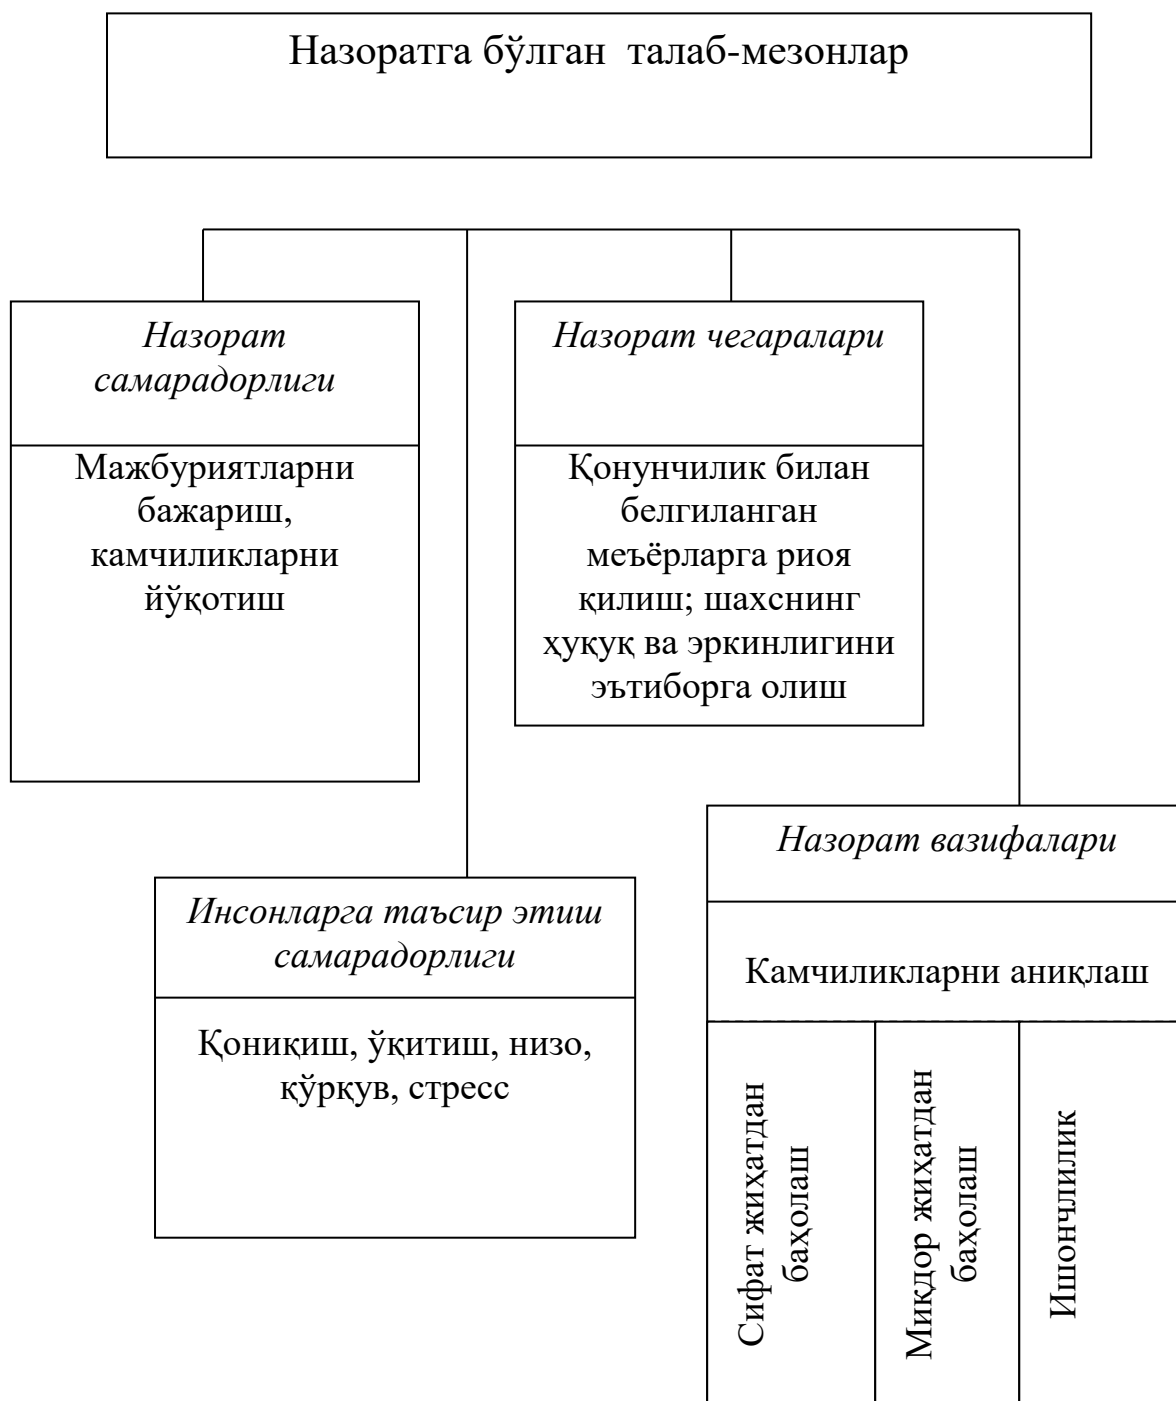 Назоратга бўлган талаб-мезонлар
Назорат
самарадорлиги
Мажбуриятларни
бажариш,
камчиликларни
йўқотиш
Назорат чегаралари
Қонунчилик билан
белгиланган
меъёрларга риоя
қилиш; шахснинг
ҳуқуқ ва эркинлигини
эътиборга олиш
Инсонларга таъсир этиш
самарадорлиги
Қониқиш, ўқитиш, низо,
қўрқув, стресс
Назорат вазифалари
Камчиликларни аниқлаш
Сифат жиҳатдан
баҳолаш
Миқдор жиҳатдан
баҳолаш
Ишончлилик